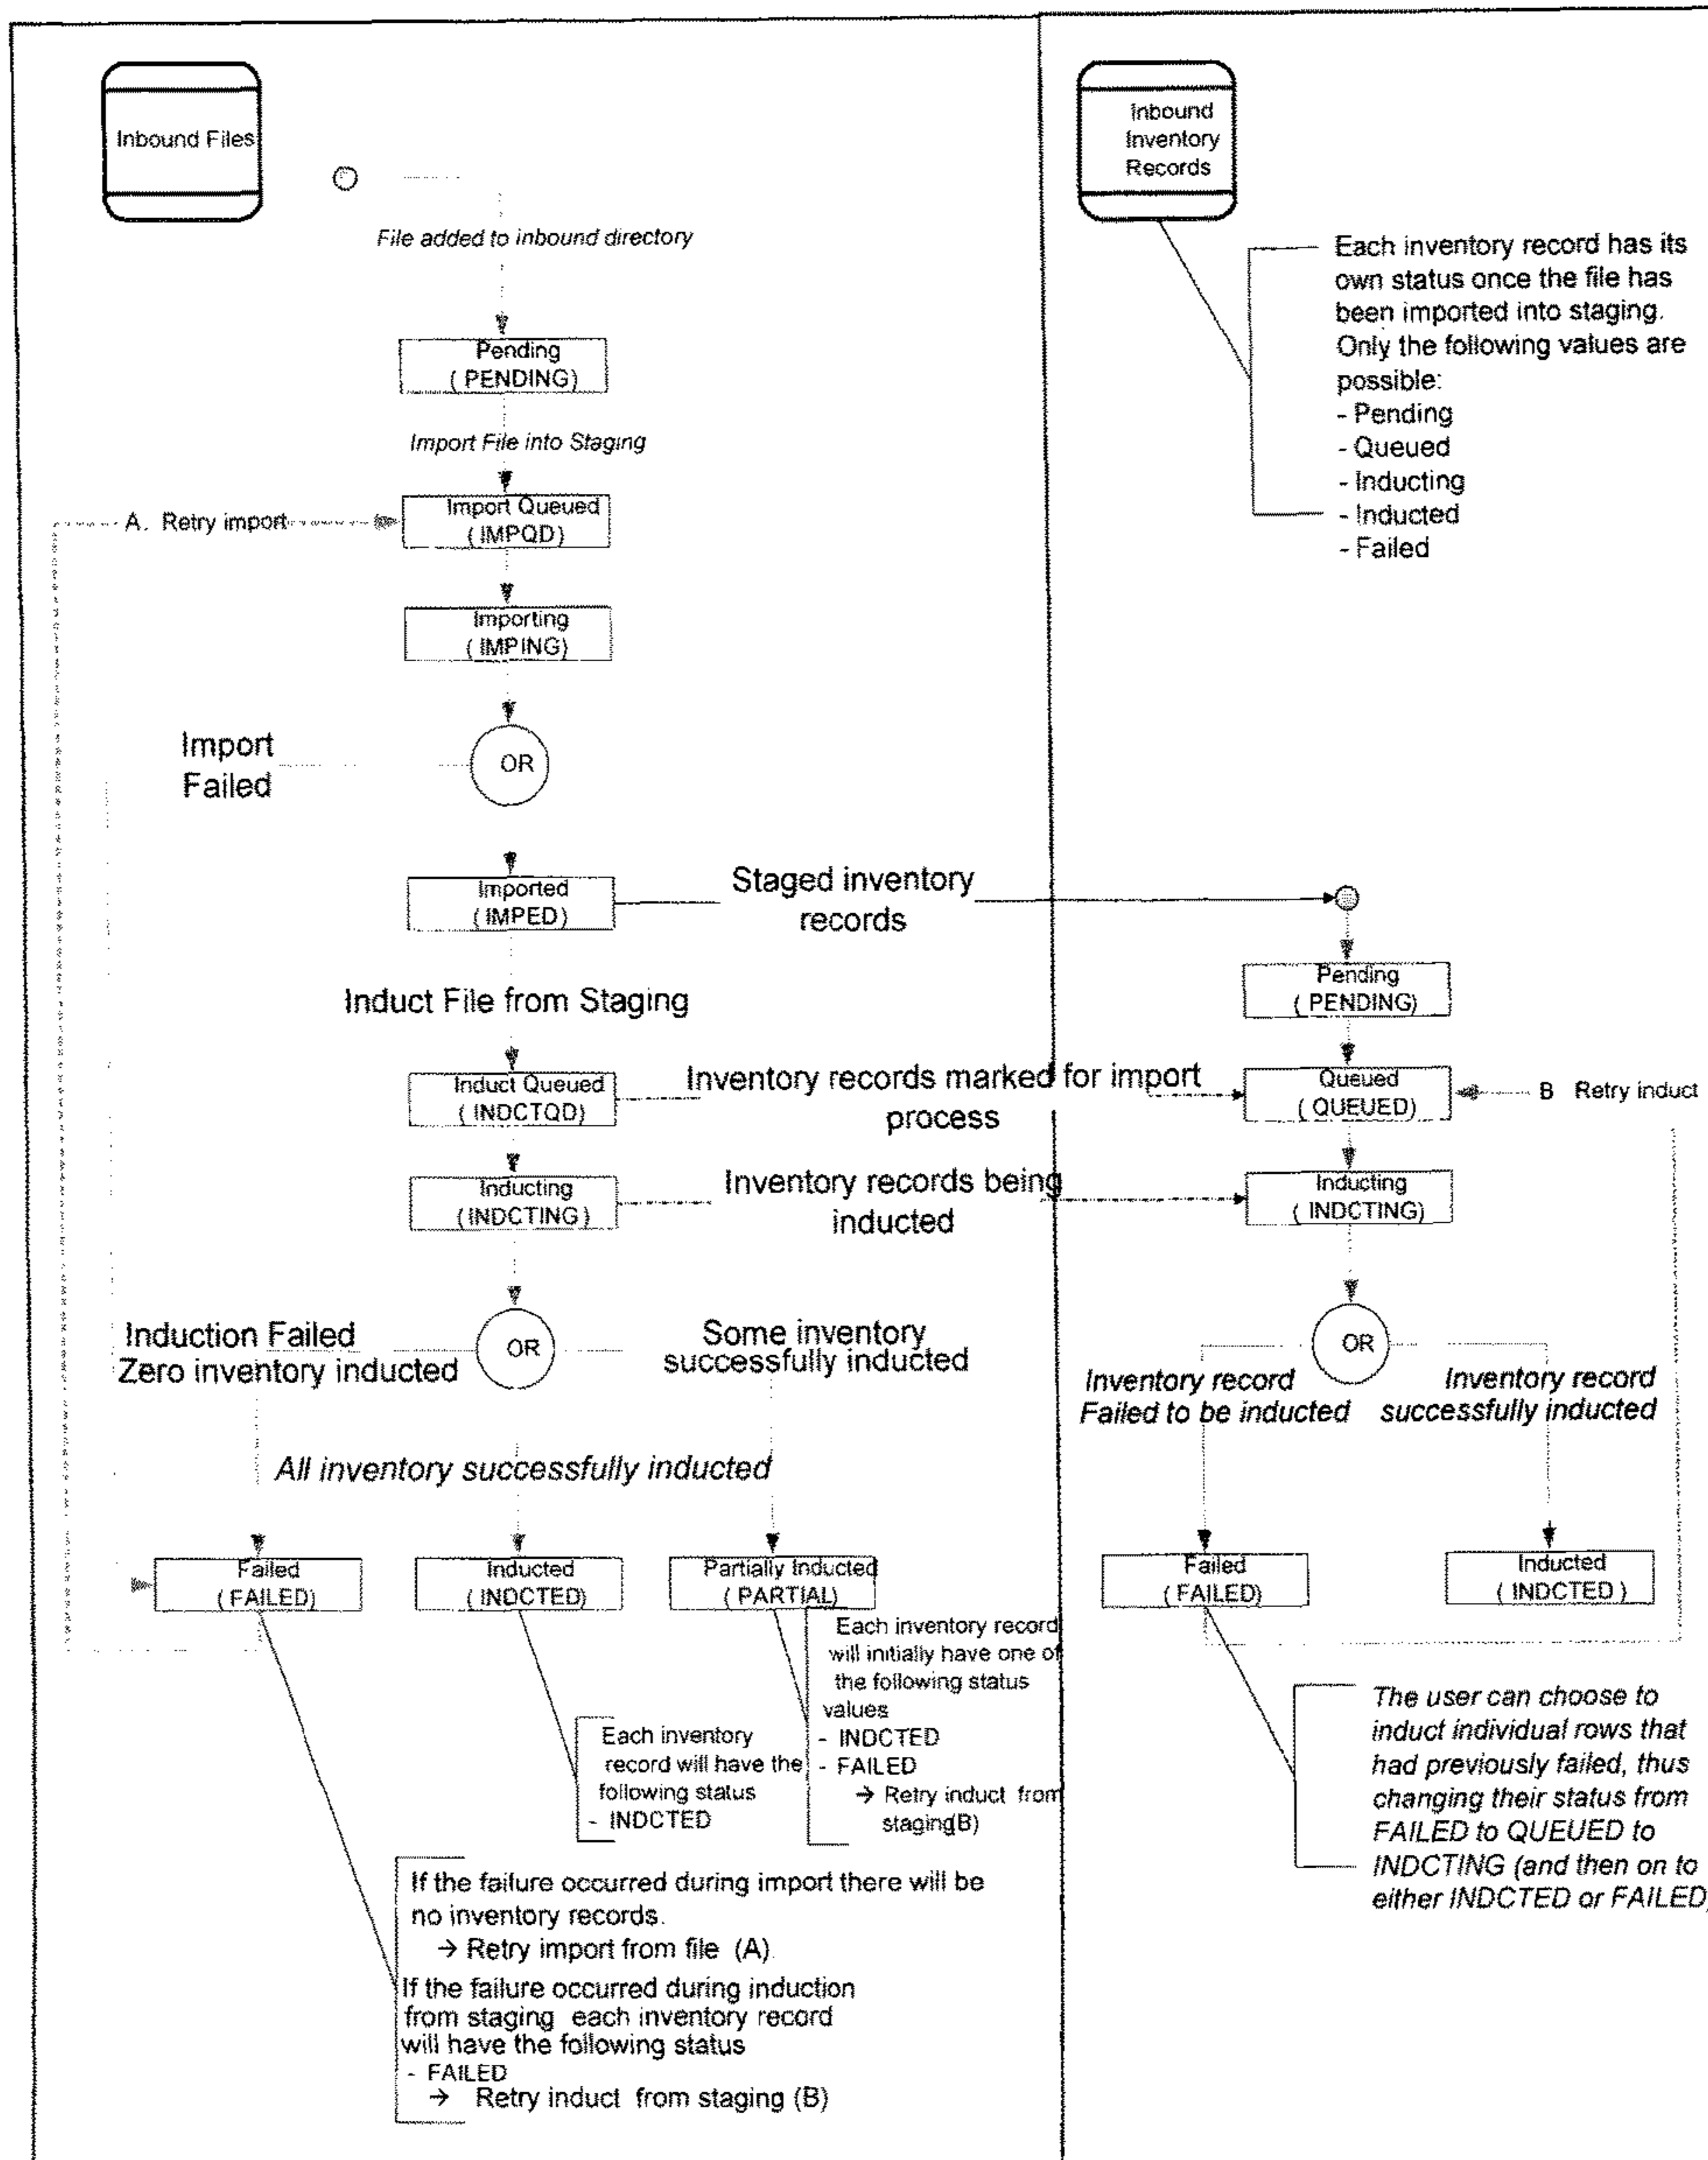 Inbound Files
File added to inbound directory
Pending
( PENDING)
Import File into Staging
A. Retry import
Import Queued
(IMPQD)
Importing
( IMPING)
Import
Failed
OR
Imported
( IMPED)
Staged inventory
records
Induct File from Staging
Induct Queued
( INDCTQD)
Inventory records marked for import
process
Inducting
(INDCTING)
Inventory records being
inducted
Induction Failed
Zero inventory inducted
OR
Some inventory
successfully inducted
All inventory successfully inducted
Failed
( FAILED)
Inducted
( INDCTED)
Partially Inducted
( PARTIAL)
Each inventory record
will initially have one of
the following status
values
- INDCTED
- FAILED
→ Retry induct from
staging(B)
Each inventory
record will have the
following status
- INDCTED
If the failure occurred during import there will be
no inventory records.
→ Retry import from file (A)
If the failure occurred during induction
from staging each inventory record
will have the following status
- FAILED
→ Retry induct from staging (B)
Inbound
Inventory
Records
Each inventory record has its
own status once the file has
been imported into staging.
Only the following values are
possible:
- Pending
- Queued
- Inducting
- Inducted
- Failed
Pending
( PENDING)
Queued
( QUEUED)
B Retry induct
Inducting
( INDCTING)
OR
Inventory record
Failed to be inducted
Inventory record
successfully inducted
Failed
( FAILED)
Inducted
( INDCTED )
The user can choose to
induct individual rows that
had previously failed, thus
changing their status from
FAILED to QUEUED to
INDCTING (and then on to
either INDCTED or FAILED)